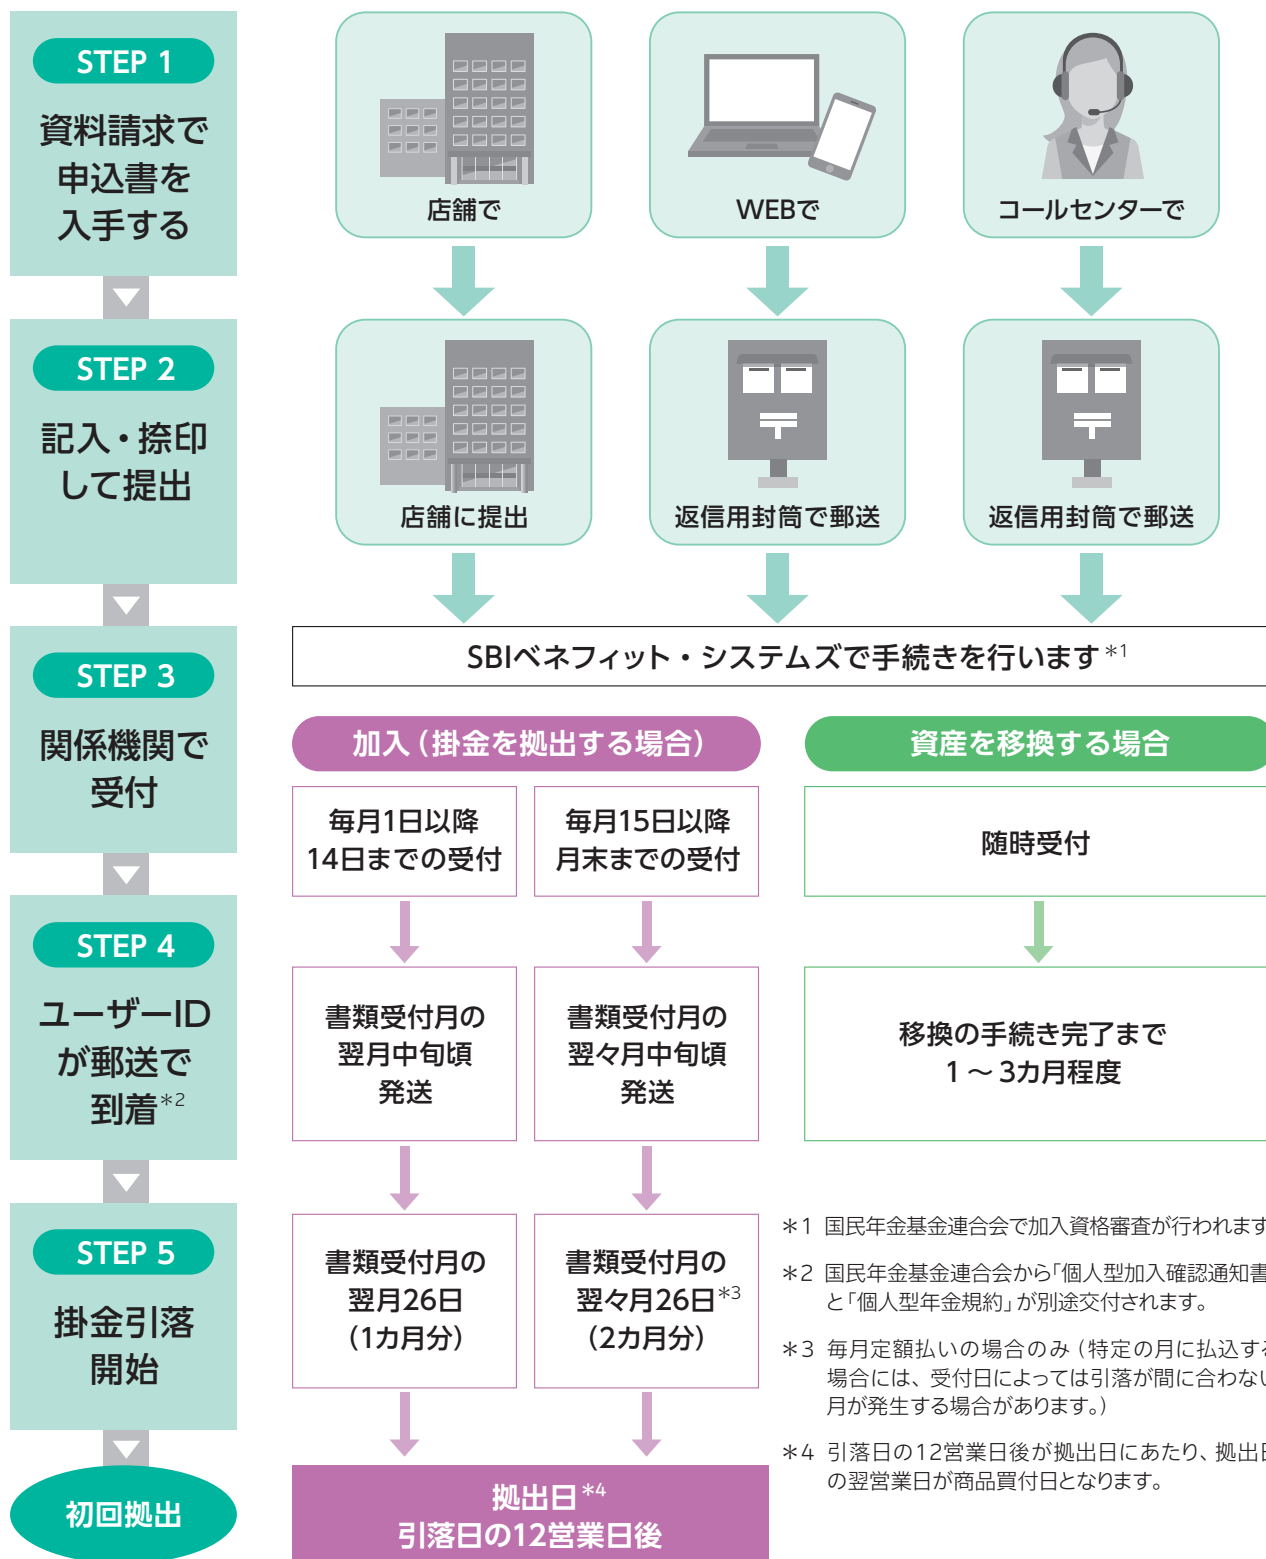 STEP 1
資料請求で
申込書を
入手する
店舗で
WEBで
コールセンターで
STEP 2
記入・捺印
して提出
店舗に提出
返信用封筒で郵送
返信用封筒で郵送
STEP 3
関係機関で
受付
SBIベネフィット・システムズで手続きを行います*1
加入（掛金を拠出する場合）
資産を移換する場合
毎月1日以降
14日までの受付
毎月15日以降
月末までの受付
随時受付
STEP 4
ユーザーID
が郵送で
到着*2
書類受付月の
翌月中旬頃
発送
書類受付月の
翌々月中旬頃
発送
移換の手続き完了まで
1～3カ月程度
STEP 5
掛金引落
開始
書類受付月の
翌月26日
（1カ月分）
書類受付月の
翌々月26日*3
（2カ月分）
初回拠出
拠出日*4
引落日の12営業日後
*1 国民年金基金連合会で加入資格審査が行われます
*2 国民年金基金連合会から「個人型加入確認通知書
と「個人型年金規約」が別途交付されます。
*3 毎月定額払いの場合のみ（特定の月に払込する
場合には、受付日によっては引落が間に合わない
月が発生する場合があります。）
*4 引落日の12営業日後が拠出日にあたり、拠出日
の翌営業日が商品買付日となります。